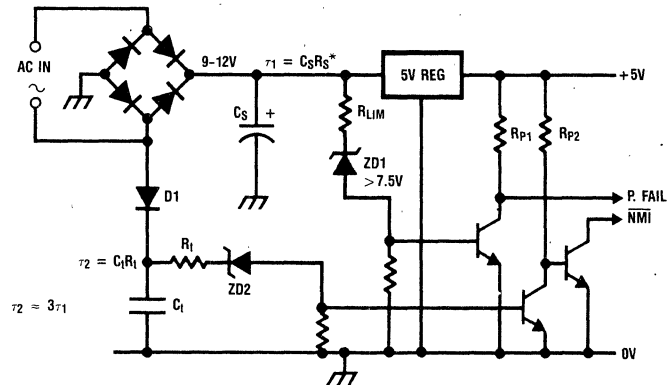 AC IN
∼
9–12V
τ1 = CSRS*
5V REG
+5V
CS
+
RLIM
ZD1
>7.5V
RP1
RP2
P. FAIL
NMI
D1
τ2 = CtRt
Rt
ZD2
Ct
τ2 ≈ 3τ1
0V